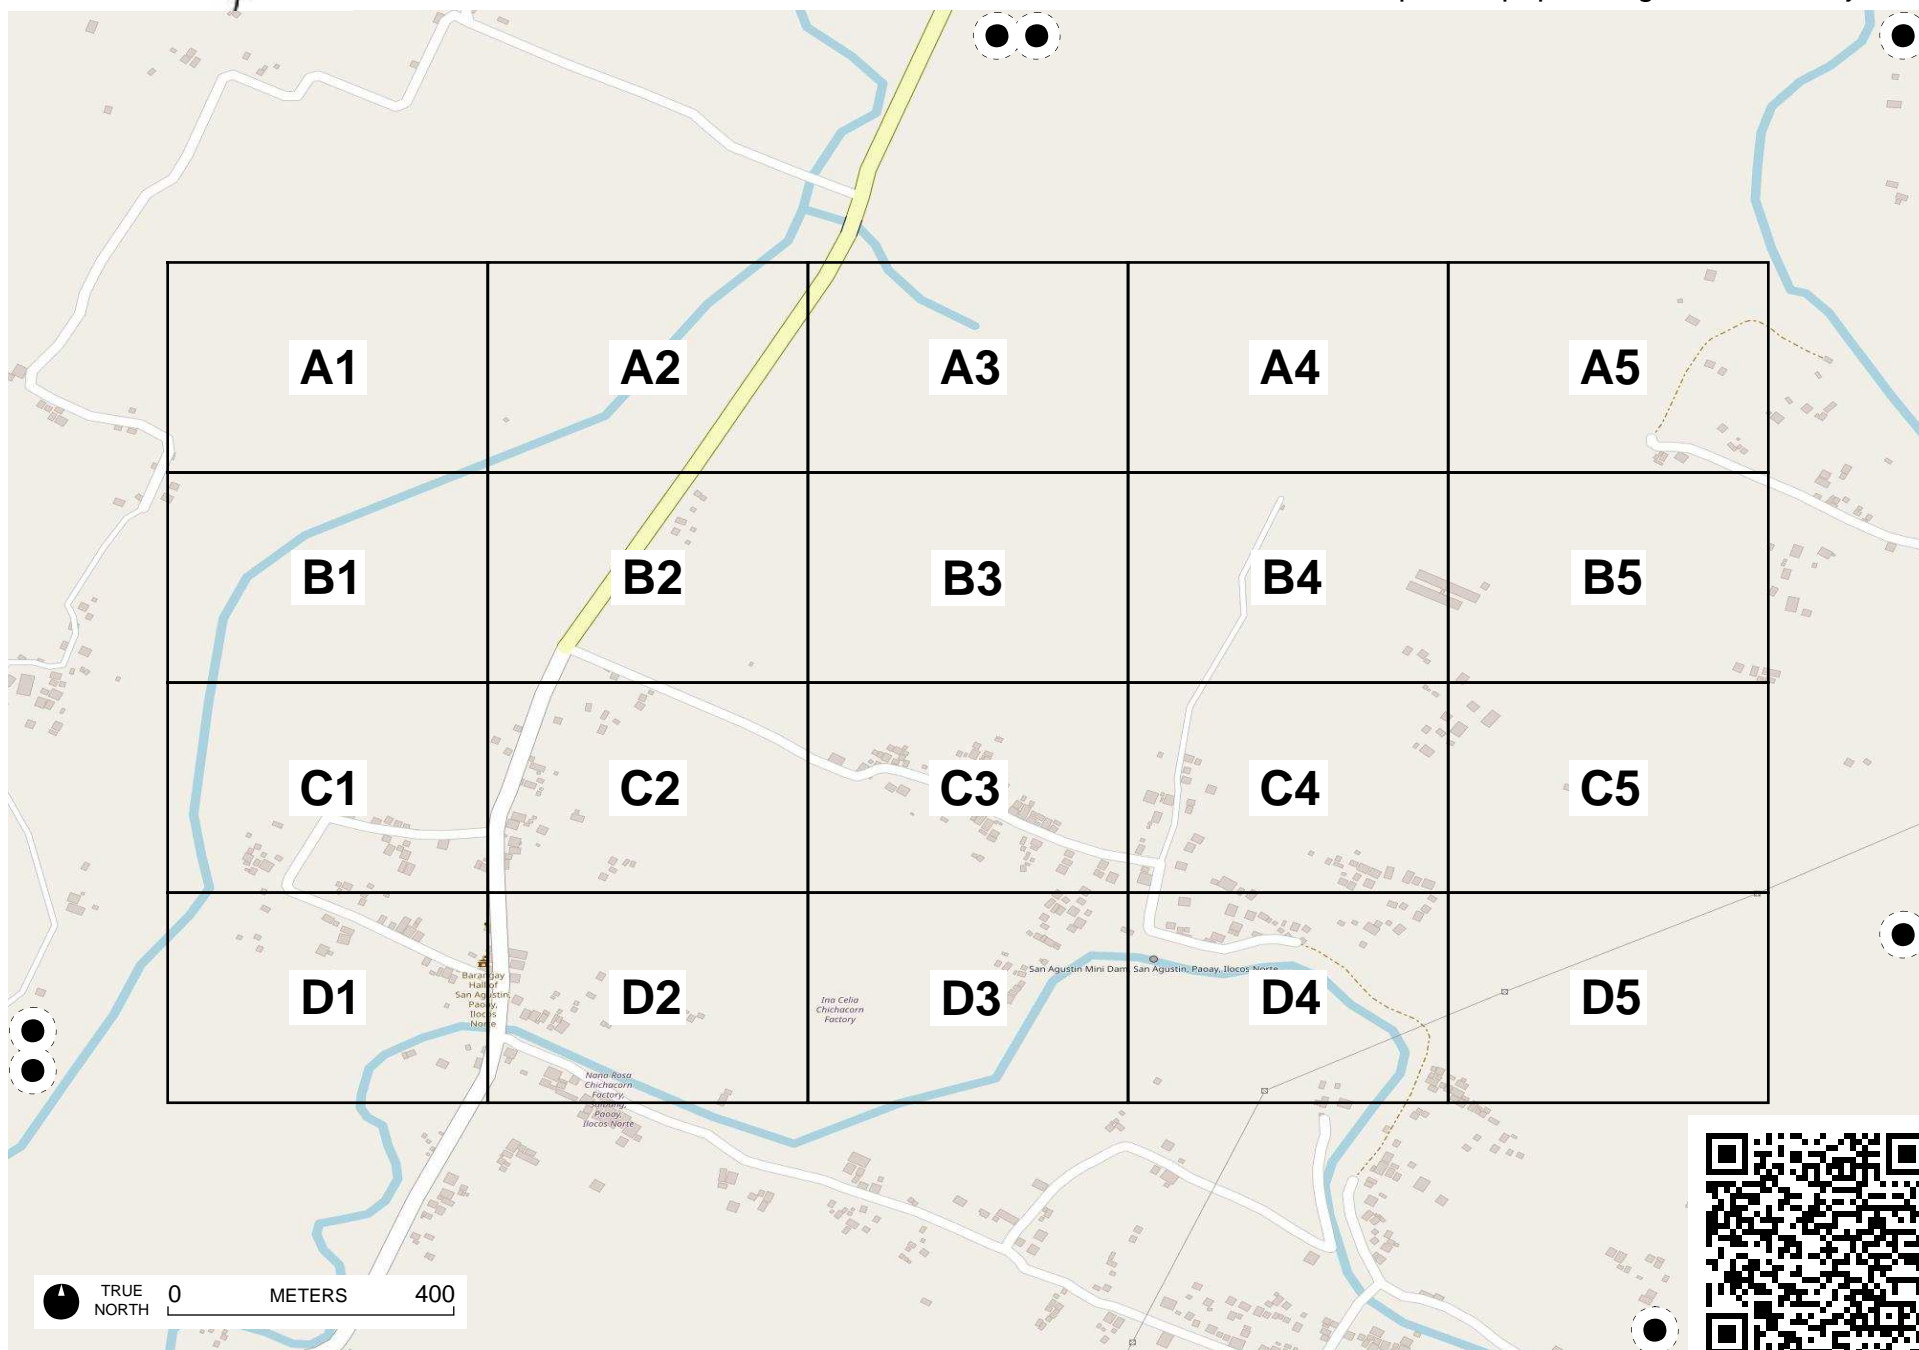 A1
A2
A3
A4
A5
B1
B2
B3
B4
B5
C1
C2
C3
C4
C5
San Agustin Mini Dam, San Agustin, Paoay, Ilocos Norte
D1
D2
D3
D4
D5
Barangay
Hall of
San Agustin,
Paoay,
Ilocos
Norte
Ina Celia
Chichacorn
Factory
Nana Rosa
Chichacorn
Factory,
Paoay,
Ilocos Norte
TRUE
NORTH
0 METERS 400